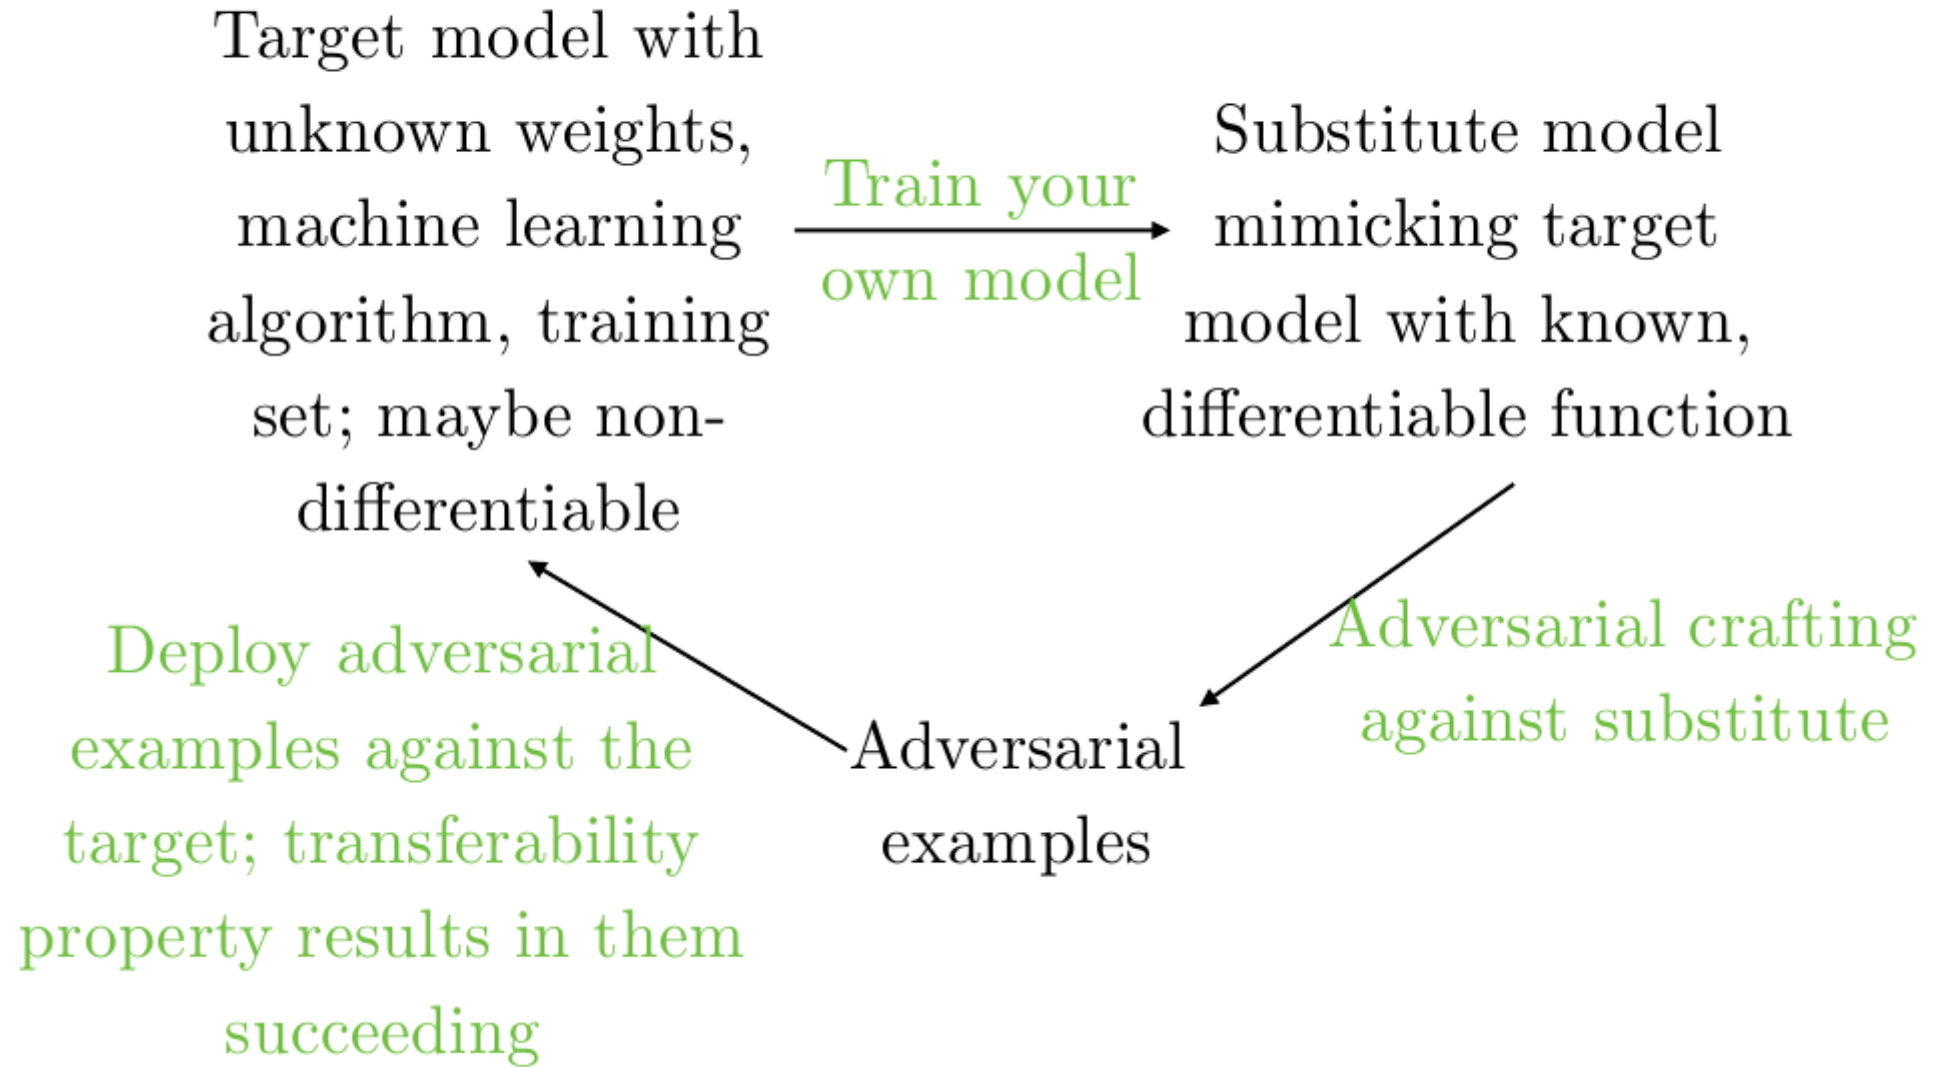 Target model with
unknown weights,
machine learning
algorithm, training
set; maybe non-
differentiable
Train your
own model
Substitute model
mimicking target
model with known,
differentiable function
Adversarial crafting
against substitute
Adversarial
examples
Deploy adversarial
examples against the
target; transferability
property results in them
succeeding